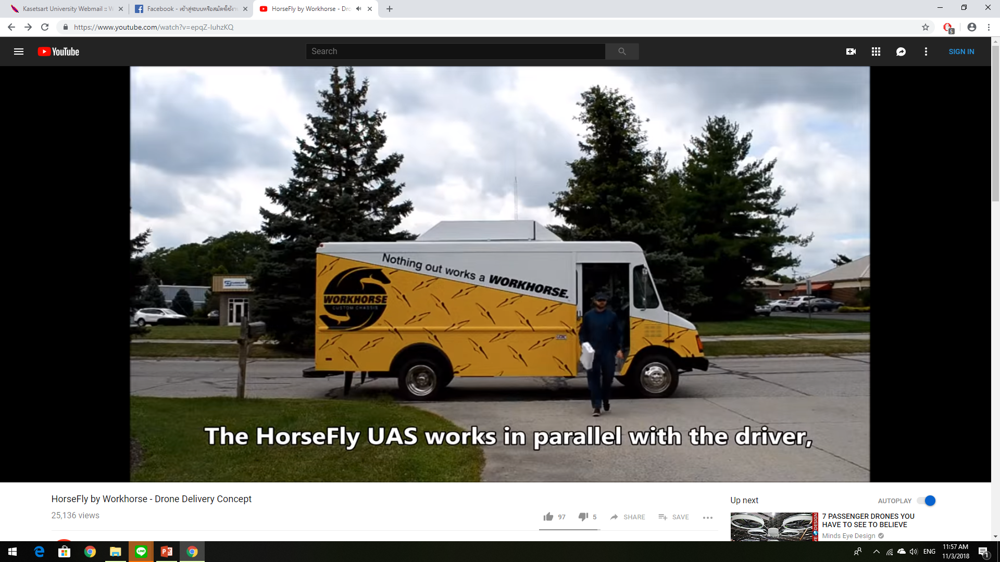 Kasetsart University Webmail :: W
Facebook - เข้าสู่ระบบหรือสมัครใช้งาน
HorseFly by Workhorse - Dro
https://www.youtube.com/watch?v=epqZ-IuhzKQ
5
YouTube
Search
SIGN IN
Nothing out works a WORKHORSE.
WORKHORSE
CUSTOM CHASSIS
The HorseFly UAS works in parallel with the driver,
HorseFly by Workhorse - Drone Delivery Concept
25,136 views
97
5
SHARE
SAVE
Up next
AUTOPLAY
7 PASSENGER DRONES YOU
HAVE TO SEE TO BELIEVE
Minds Eye Design
ENG
11:57 AM
11/3/2018
1